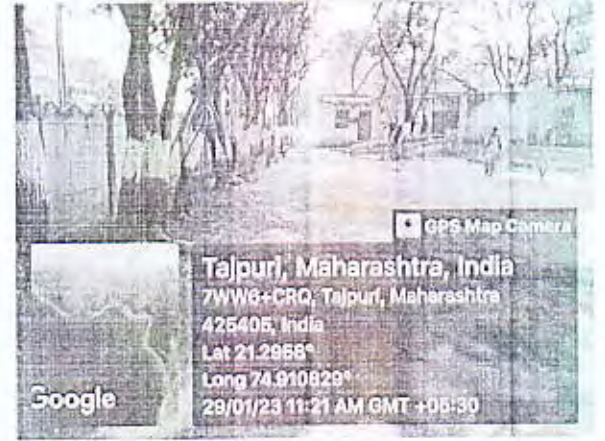 GPS Map Camera
Tajpuri, Maharashtra, India
7WW6+CRQ, Tajpuri, Maharashtra
425405, India
Lat 21.2958°
Long 74.910829°
29/01/23 11:21 AM GMT +05:30
Google